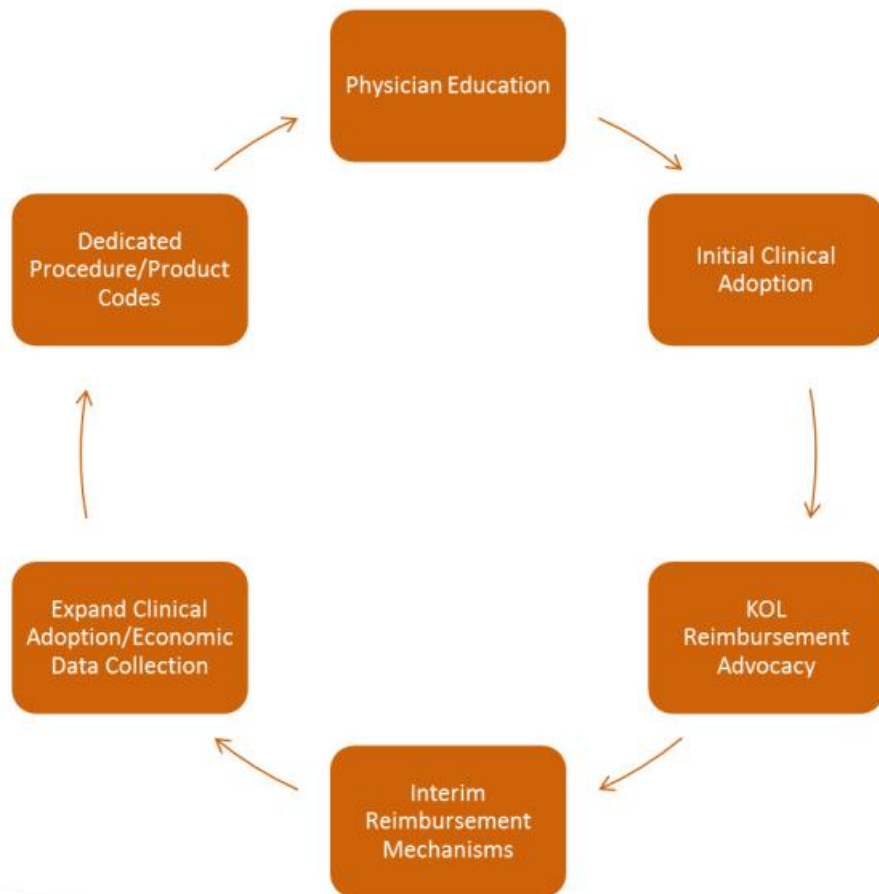 Physician Education
Initial Clinical
Adoption
KOL
Reimbursement
Advocacy
Interim
Reimbursement
Mechanisms
Expand Clinical
Adoption/Economic
Data Collection
Dedicated
Procedure/Product
Codes